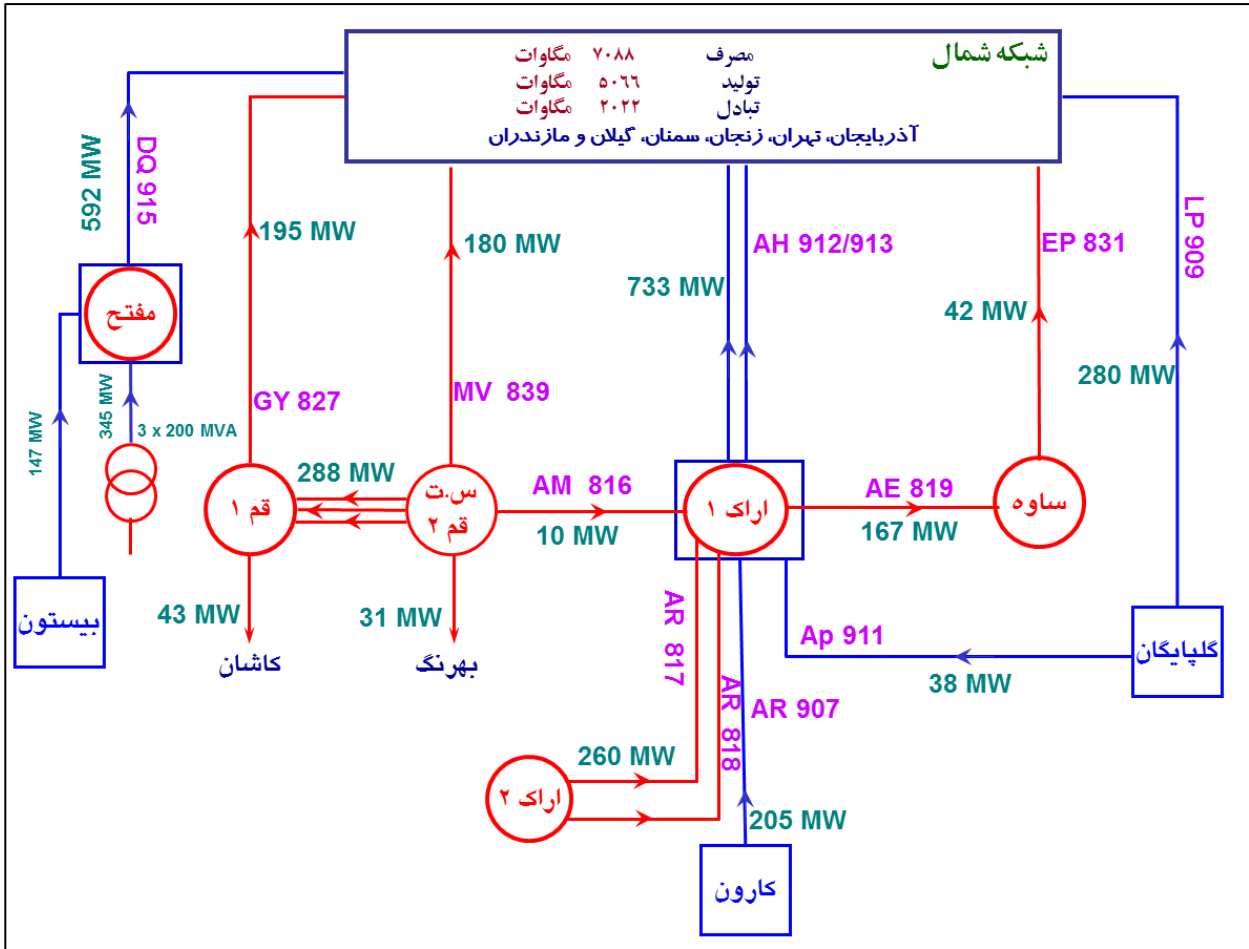 شبکه شمال
مصرف ۷۰۸۸ مگاوات
تولید ۵۰۶۶ مگاوات
تبادل ۲۰۲۲ مگاوات
آذربایجان، تهران، زنجان، سمنان، گیلان و مازندران
592 MW
DQ 915
195 MW
180 MW
AH 912/913
733 MW
EP 831
42 MW
LP 909
280 MW
مفتح
147 MW
345 MW
3 x 200 MVA
GY 827
MV 839
قم ۱
288 MW
س.ت
قم ۲
AM 816
10 MW
اراک ۱
AE 819
167 MW
ساوه
بیستون
43 MW
کاشان
31 MW
بهرنگ
AR 817
AR 818
AR 907
Ap 911
38 MW
گلپایگان
اراک ۲
260 MW
205 MW
کارون